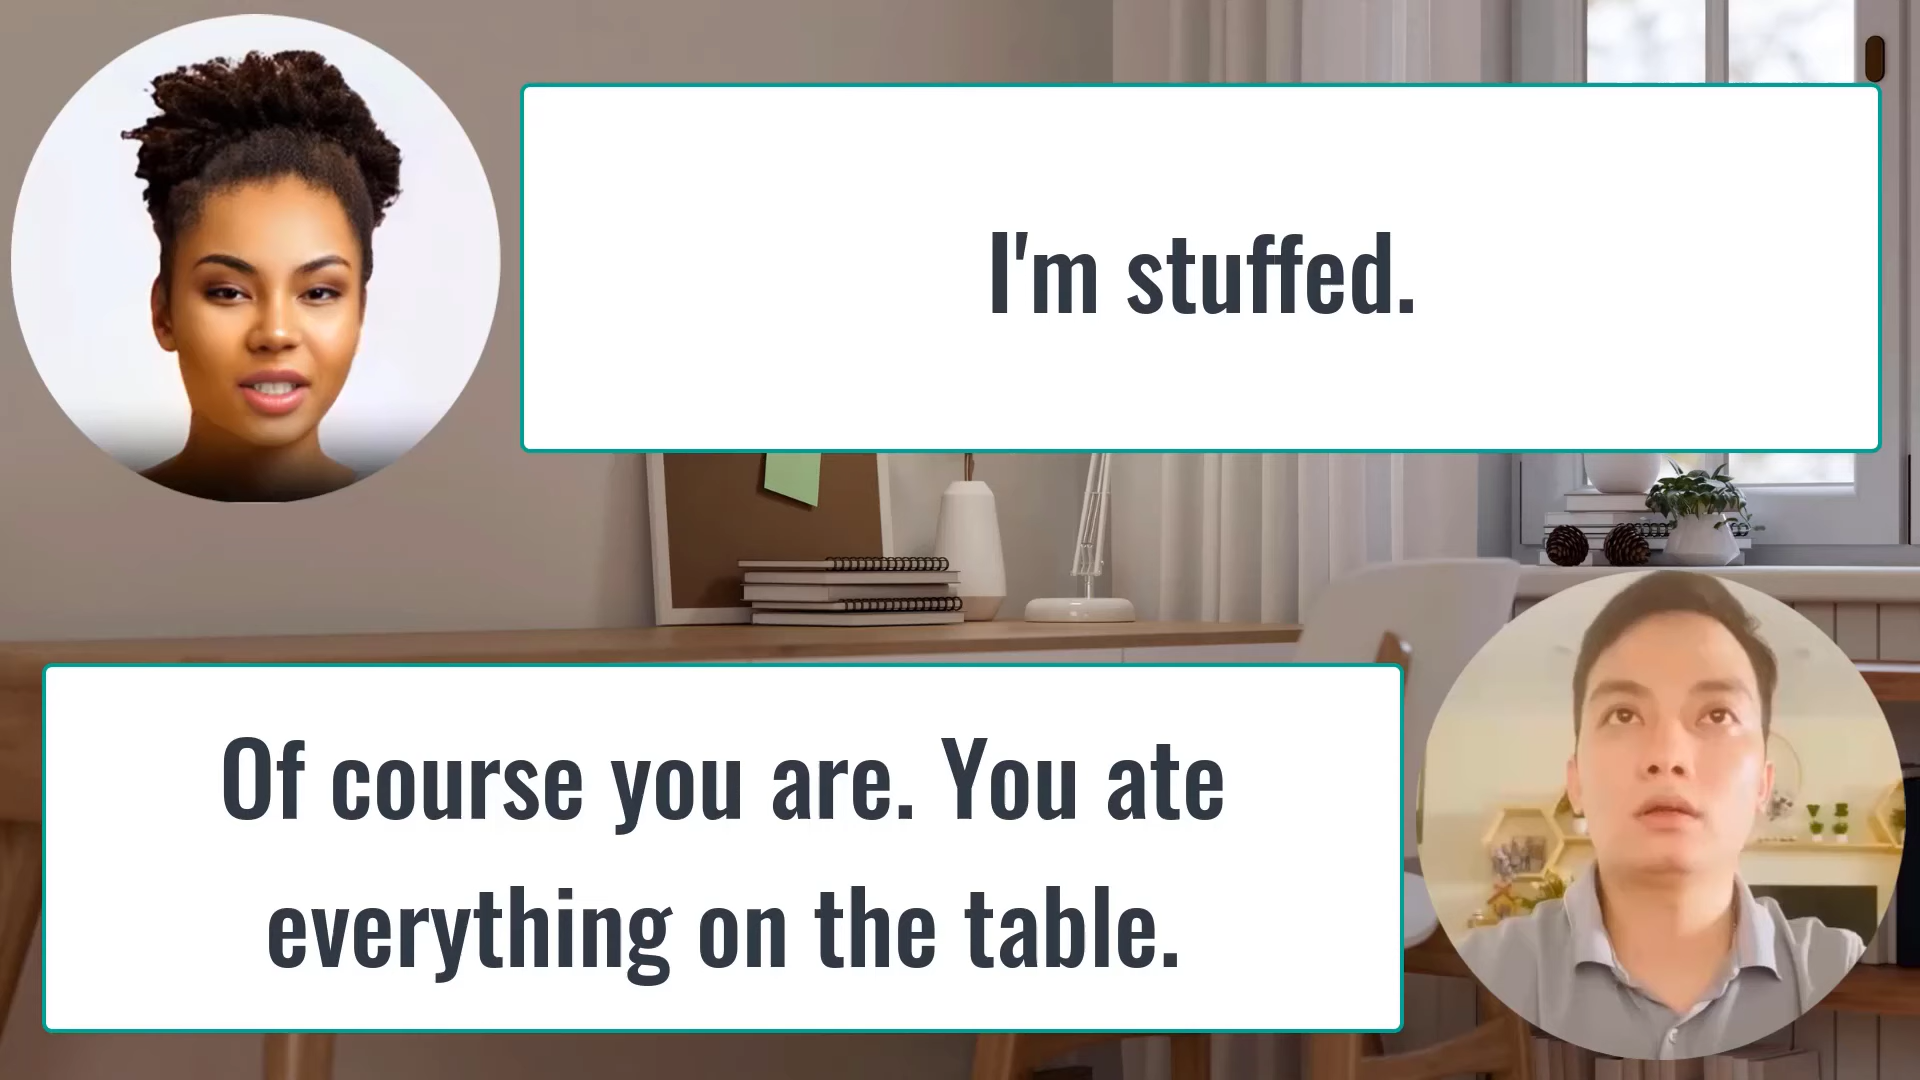 I'm stuffed.
Of course you are. You ate
everything on the table.